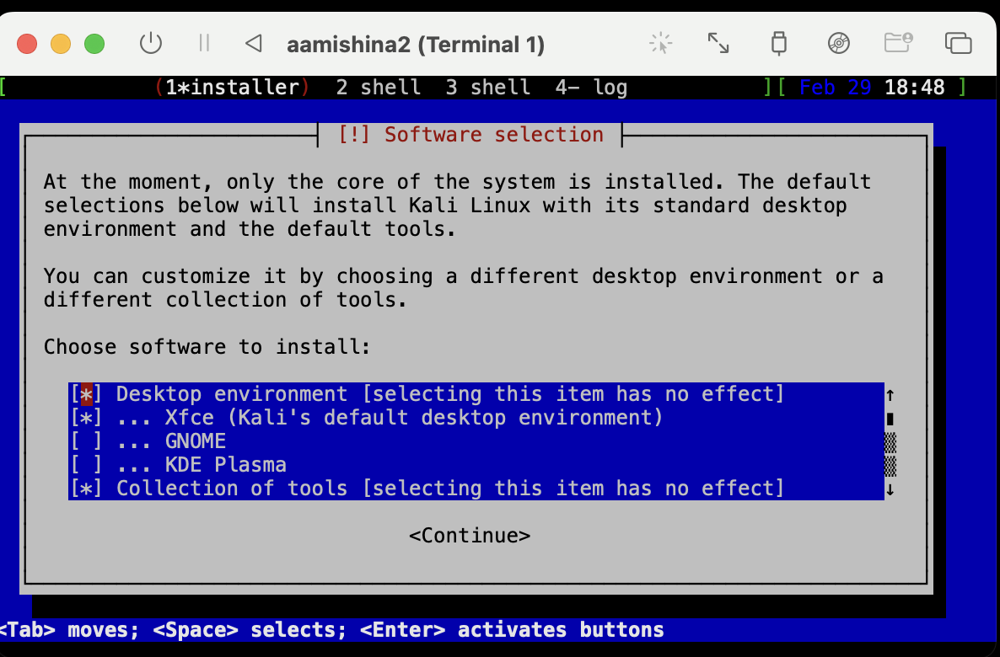 aamishina2 (Terminal 1)
[ (1*installer) 2 shell 3 shell 4- log ][ Feb 29 18:48 ]
[!] Software selection
At the moment, only the core of the system is installed. The default
selections below will install Kali Linux with its standard desktop
environment and the default tools.
You can customize it by choosing a different desktop environment or a
different collection of tools.
Choose software to install:
[*] Desktop environment [selecting this item has no effect]
[*] ... Xfce (Kali's default desktop environment)
[ ] ... GNOME
[ ] ... KDE Plasma
[*] Collection of tools [selecting this item has no effect]
<Continue>
<Tab> moves; <Space> selects; <Enter> activates buttons